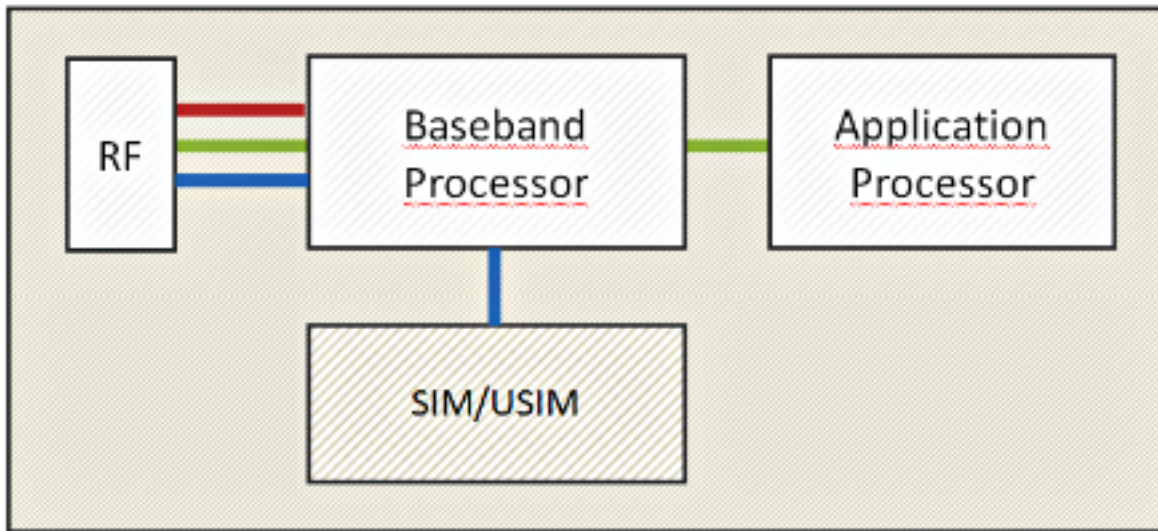 RF
Baseband
Processor
Application
Processor
SIM/USIM